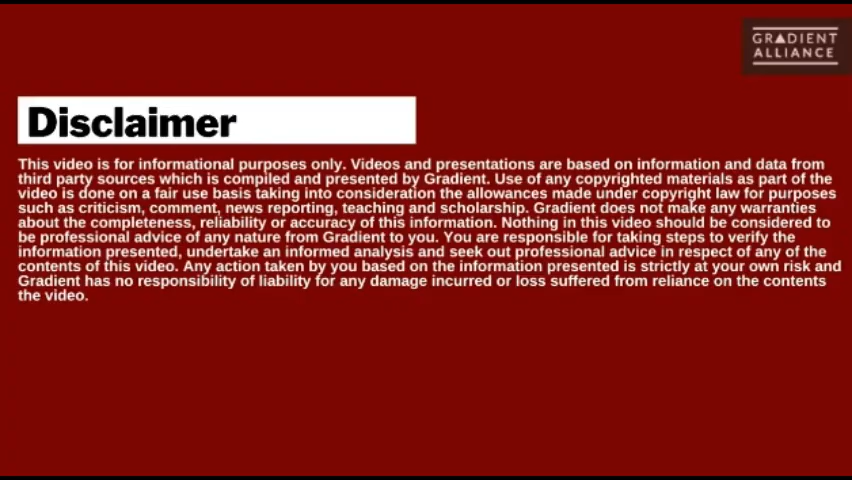 GRADIENT
ALLIANCE
Disclaimer
This video is for informational purposes only. Videos and presentations are based on information and data from
third party sources which is compiled and presented by Gradient. Use of any copyrighted materials as part of the
video is done on a fair use basis taking into consideration the allowances made under copyright law for purposes
such as criticism, comment, news reporting, teaching and scholarship. Gradient does not make any warranties
about the completeness, reliability or accuracy of this information. Nothing in this video should be considered to
be professional advice of any nature from Gradient to you. You are responsible for taking steps to verify the
information presented, undertake an informed analysis and seek out professional advice in respect of any of the
contents of this video. Any action taken by you based on the information presented is strictly at your own risk and
Gradient has no responsibility of liability for any damage incurred or loss suffered from reliance on the contents
the video.